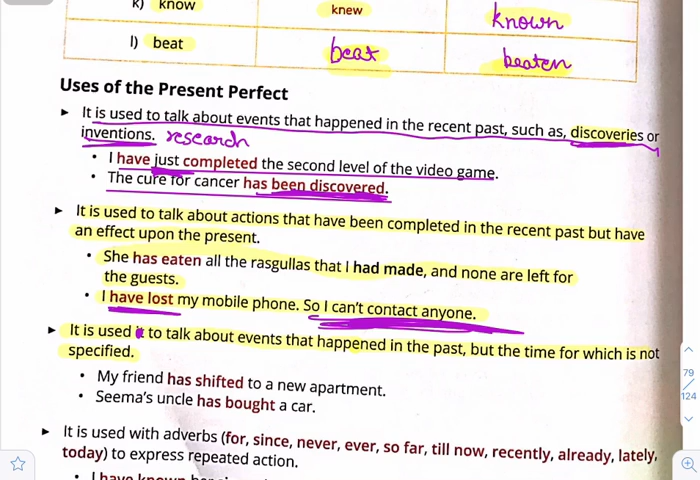 k) know knew known
l) beat beat beaten
Uses of the Present Perfect
► It is used to talk about events that happened in the recent past, such as, discoveries or
inventions. research
• I have just completed the second level of the video game.
• The cure for cancer has been discovered.
► It is used to talk about actions that have been completed in the recent past but have
an effect upon the present.
• She has eaten all the rasgullas that I had made, and none are left for
the guests.
• I have lost my mobile phone. So I can't contact anyone.
► It is used to talk about events that happened in the past, but the time for which is not
specified.
• My friend has shifted to a new apartment.
• Seema's uncle has bought a car.
► It is used with adverbs (for, since, never, ever, so far, till now, recently, already, lately,
today) to express repeated action.
• I have known
79
/
124